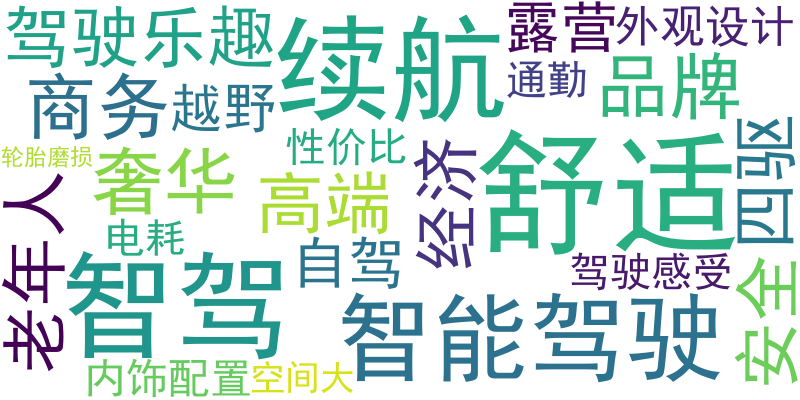 驾驶乐趣
续航
露营
外观设计
商务
越野
通勤
品牌
轮胎磨损
奢华
性价比
高端
经济
舒适
四驱
老年人
电耗
智驾
自驾
智能驾驶
驾驶感受
安全
内饰配置
空间大